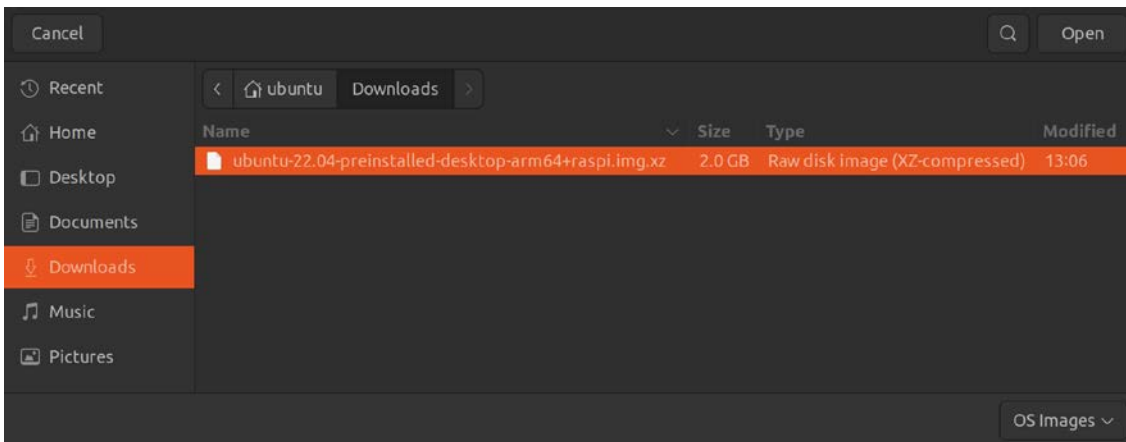 Cancel
Open
Recent
ubuntu
Downloads
Home
Name
Size
Type
Modified
ubuntu-22.04-preinstalled-desktop-arm64+raspi.img.xz 2.0 GB Raw disk image (XZ-compressed) 13:06
Desktop
Documents
Downloads
Music
Pictures
OS Images